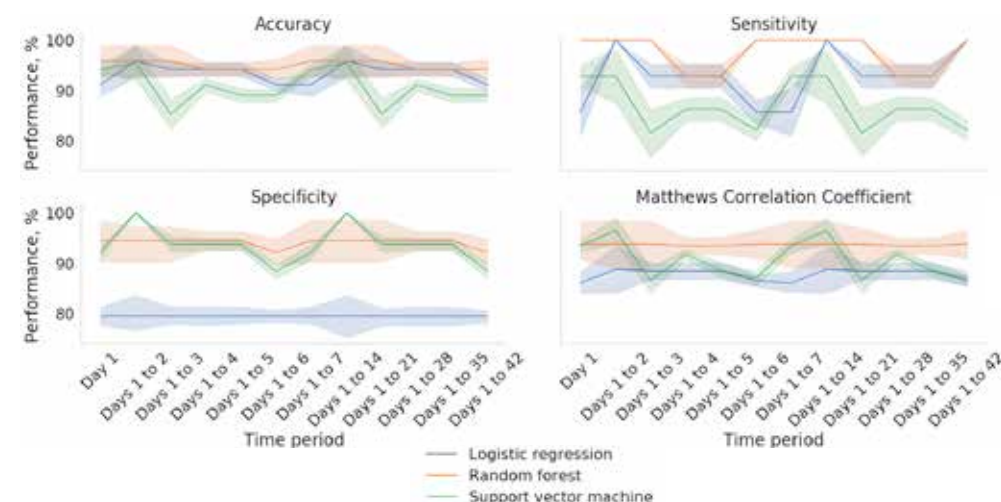 Accuracy
Sensitivity
Performance, %
100
90
80
Specificity
Matthews Correlation Coefficient
Performance, %
100
90
80
Day 1
Days 1 to 2
Days 1 to 3
Days 1 to 4
Days 1 to 5
Days 1 to 6
Days 1 to 7
Days 1 to 14
Days 1 to 21
Days 1 to 28
Days 1 to 35
Days 1 to 42
Day 1
Days 1 to 2
Days 1 to 3
Days 1 to 4
Days 1 to 5
Days 1 to 6
Days 1 to 7
Days 1 to 14
Days 1 to 21
Days 1 to 28
Days 1 to 35
Days 1 to 42
Time period
Time period
Logistic regression
Random forest
Support vector machine